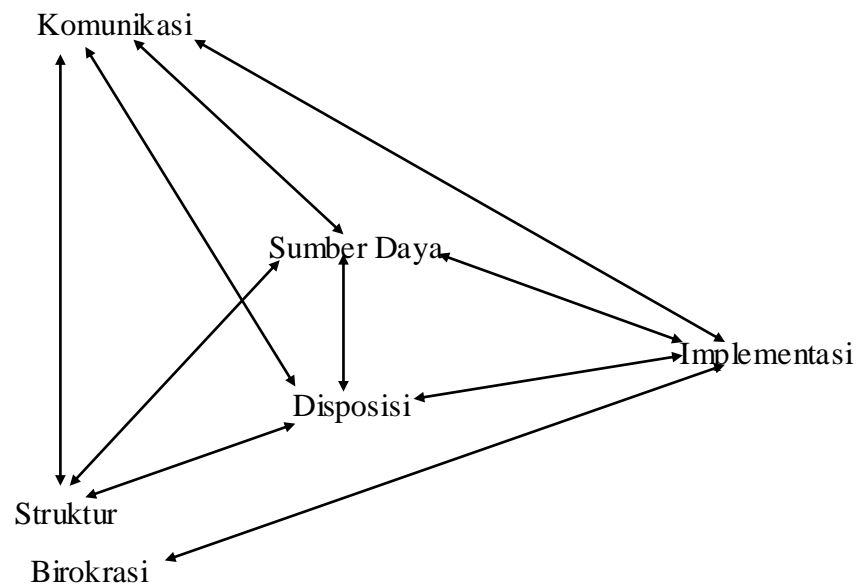 Komunikasi
Sumber Daya
Implementasi
Disposisi
Struktur
Birokrasi